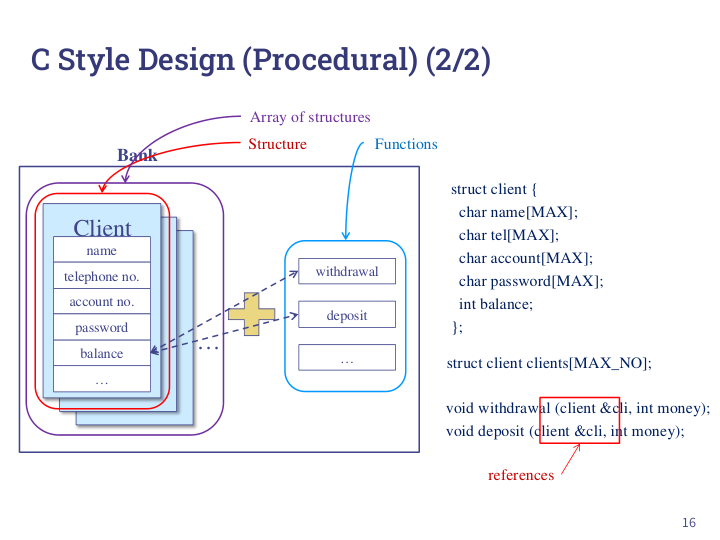 C Style Design (Procedural) (2/2)
Array of structures
Structure
Functions
Bank
Client
name
telephone no.
account no.
password
balance
…
…
withdrawal
deposit
…
struct client {
char name[MAX];
char tel[MAX];
char account[MAX];
char password[MAX];
int balance;
};
struct client clients[MAX_NO];
void withdrawal (client &cli, int money);
void deposit (client &cli, int money);
references
16